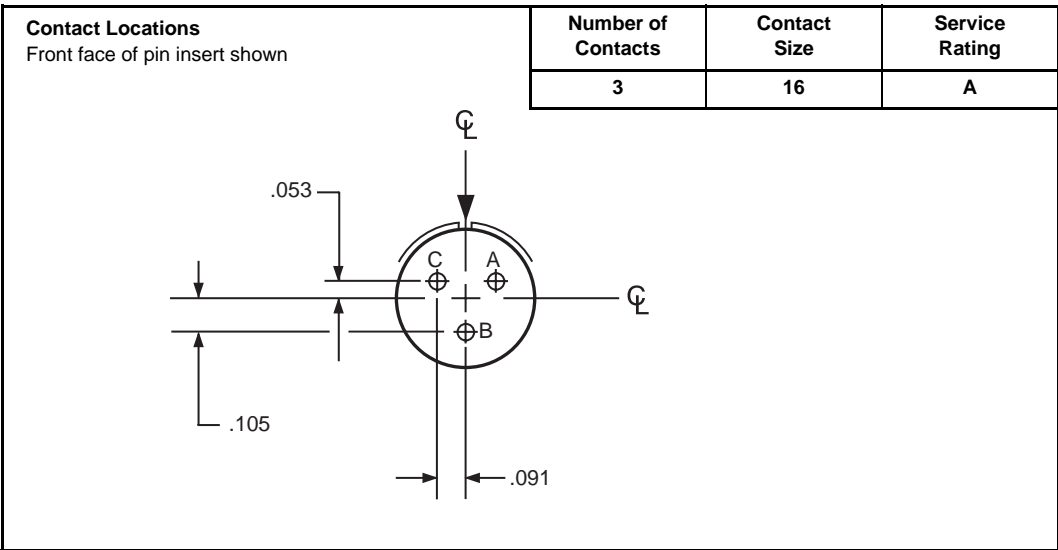 Contact Locations
Front face of pin insert shown
Number of Contacts
Contact Size
Service Rating
3 16 A
℄
.053
C A
℄
B
.105
.091